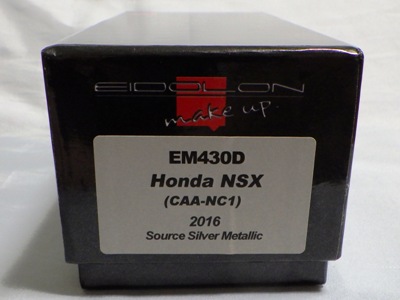 EIDOLON
make up.
EM430D
Honda NSX
(CAA-NC1)
2016
Source Silver Metallic